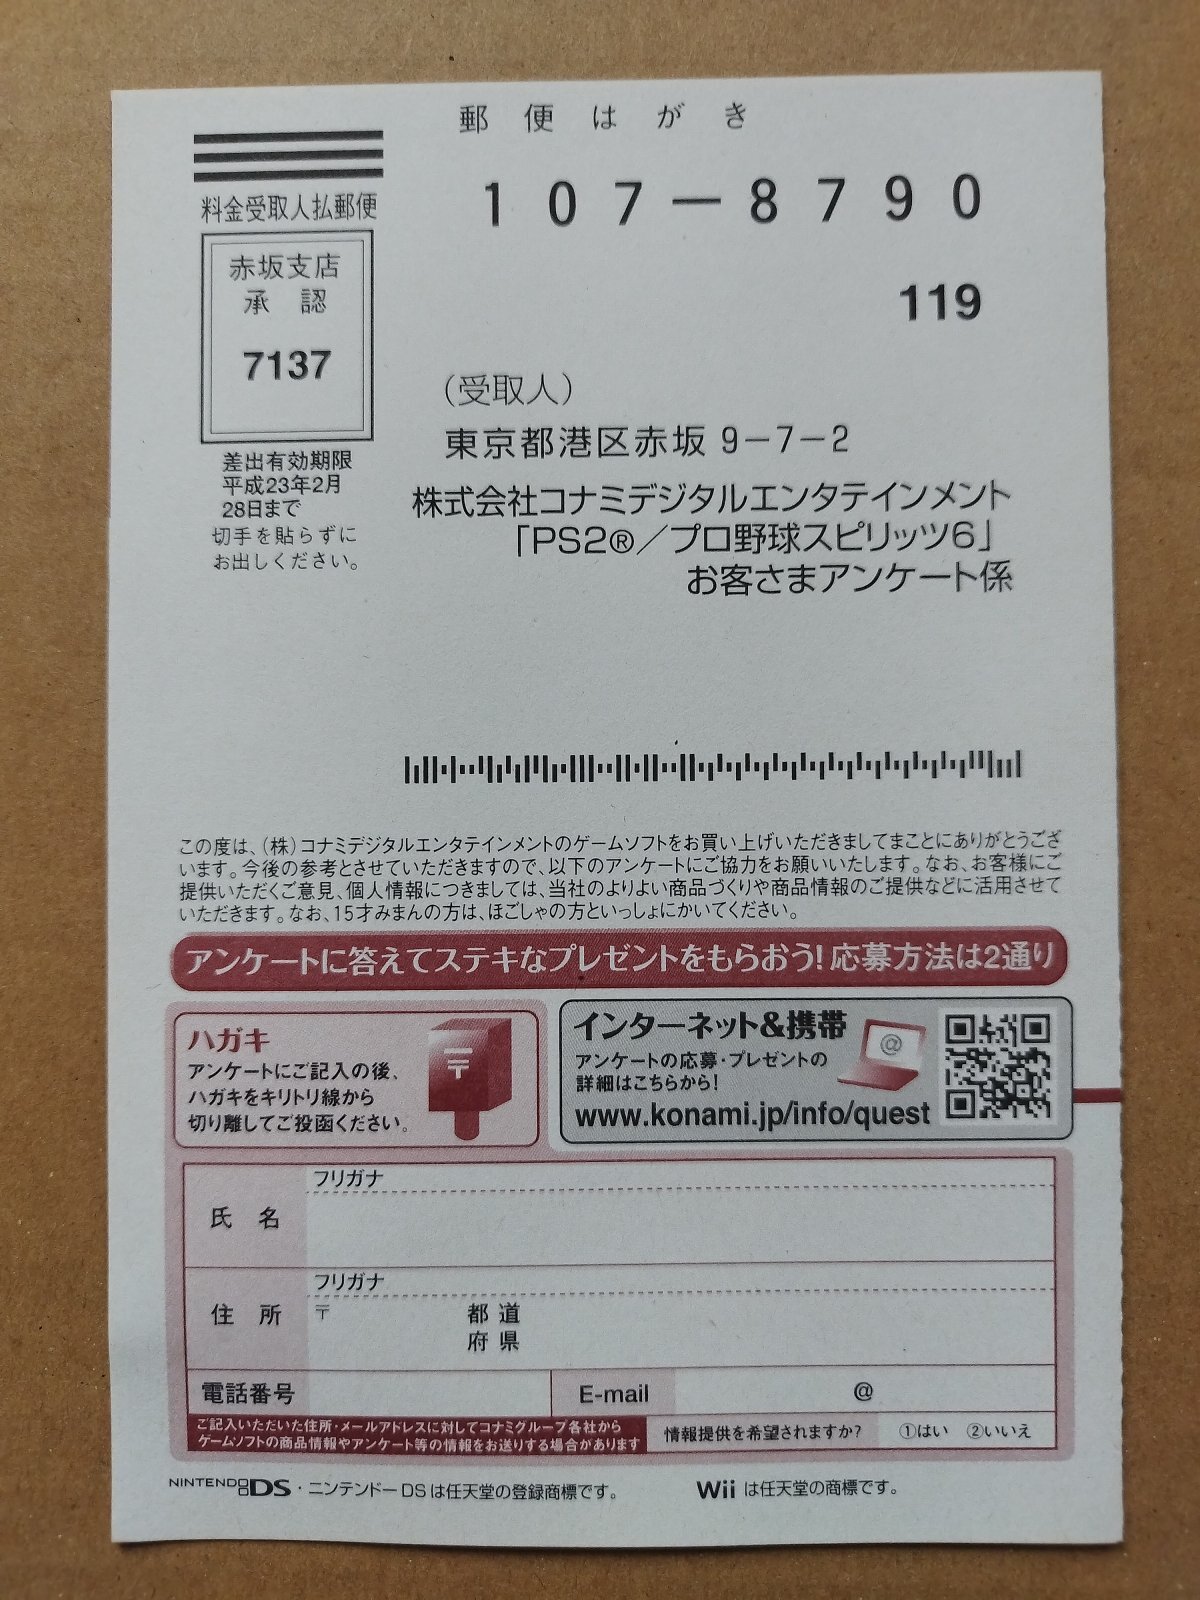 郵便はがき
料金受取人払郵便
赤坂支店
承認
7137
差出有効期限
平成23年2月
28日まで
切手を貼らずに
お出しください。
107-8790
119
（受取人）
東京都港区赤坂9-7-2
株式会社コナミデジタルエンタテインメント
「PS2®／プロ野球スピリッツ6」
お客さまアンケート係
この度は、（株）コナミデジタルエンタテインメントのゲームソフトをお買い上げいただきましてまことにありがとうござ
います。今後の参考とさせていただきますので、以下のアンケートにご協力をお願いいたします。なお、お客様にご
提供いただくご意見、個人情報につきましては、当社のよりよい商品づくりや商品情報のご提供などに活用させて
いただきます。なお、15才みまんの方は、ほごしゃの方といっしょにかいてください。
アンケートに答えてステキなプレゼントをもらおう！応募方法は2通り
ハガキ
アンケートにご記入の後、
ハガキをキリトリ線から
切り離してご投函ください。
〒
インターネット&携帯
アンケートの応募・プレゼントの
詳細はこちらから！
www.konami.jp/info/quest
@
氏名
フリガナ
住所
フリガナ
〒 都道
府県
電話番号
E-mail @
ご記入いただいた住所・メールアドレスに対してコナミグループ各社から
ゲームソフトの商品情報やアンケート等の情報をお送りする場合があります
情報提供を希望されますか？ ①はい ②いいえ
NINTENDO DS・ニンテンドーDSは任天堂の登録商標です。 Wiiは任天堂の商標です。